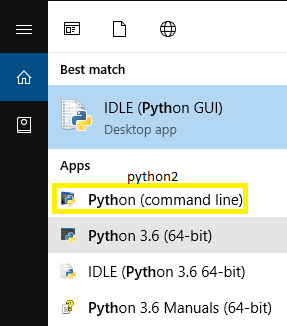 Best match
IDLE (Python GUI)
Desktop app
Apps
python2
Python (command line)
Python 3.6 (64-bit)
IDLE (Python 3.6 64-bit)
Python 3.6 Manuals (64-bit)